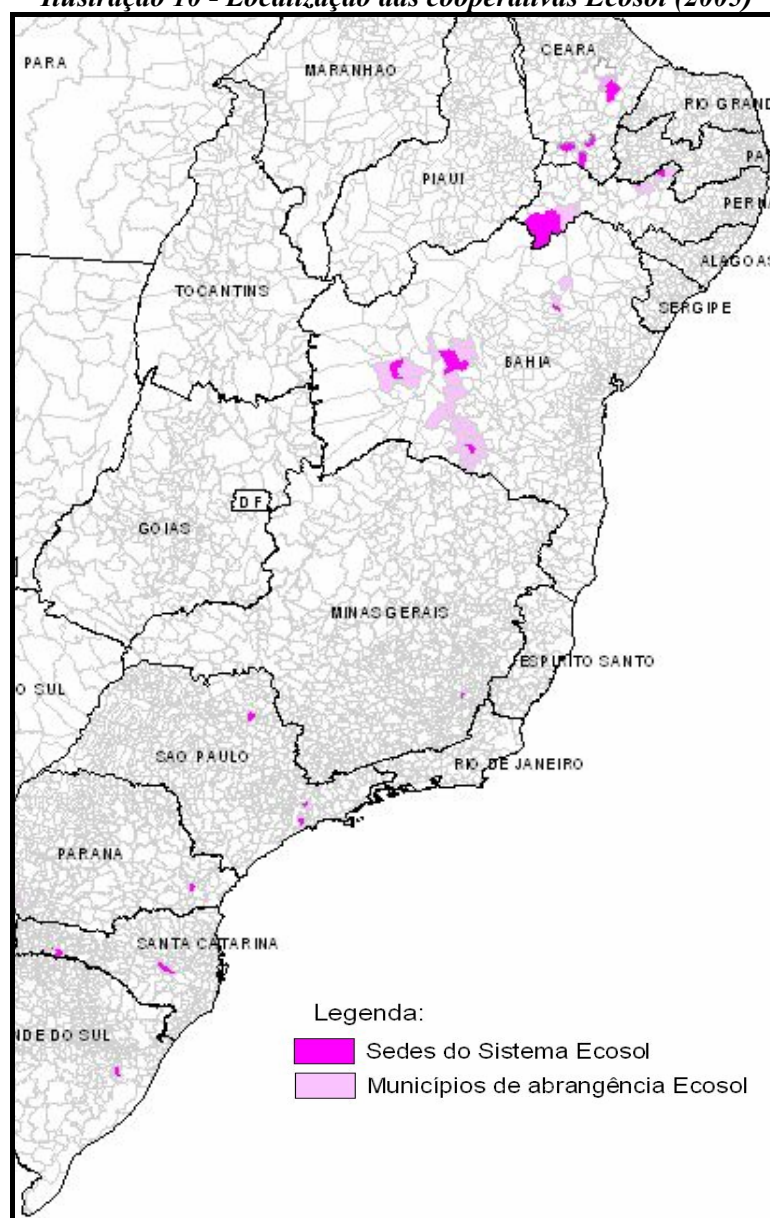 Ilustração 10 - Localização das cooperativas Ecosol (2005)
PARA
MARANHAO
CEARA
RIO GRAND
PIAUI
PA
PERNA
ALAGOAS
TOCANTINS
SERGIPE
BAHIA
DF
GOIAS
MINAS GERAIS
ESPIRITO SANTO
O SUL
SAO PAULO
RIO DE JANEIRO
PARANA
SANTA CATARINA
NDE DO SUL
Legenda:
Sedes do Sistema Ecosol
Municípios de abrangência Ecosol